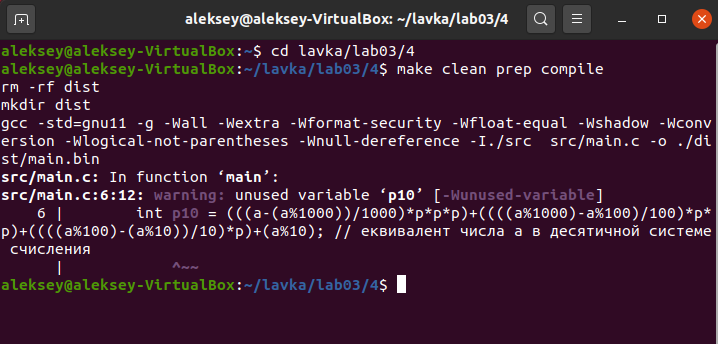 aleksey@aleksey-VirtualBox: ~/lavka/lab03/4
aleksey@aleksey-VirtualBox:~$ cd lavka/lab03/4
aleksey@aleksey-VirtualBox:~/lavka/lab03/4$ make clean prep compile
rm -rf dist
mkdir dist
gcc -std=gnu11 -g -Wall -Wextra -Wformat-security -Wfloat-equal -Wshadow -Wconv
ersion -Wlogical-not-parentheses -Wnull-dereference -I./src  src/main.c -o ./di
st/main.bin
src/main.c: In function ‘main’:
src/main.c:6:12: warning: unused variable ‘p10’ [-Wunused-variable]
    6 |        int p10 = (((a-(a%1000))/1000)*p*p*p)+((((a%1000)-a%100)/100)*p*
p)+((((a%100)-(a%10))/10)*p)+(a%10); // еквивалент числа а в десятичной системе
 счисления
      |            ^~~
aleksey@aleksey-VirtualBox:~/lavka/lab03/4$